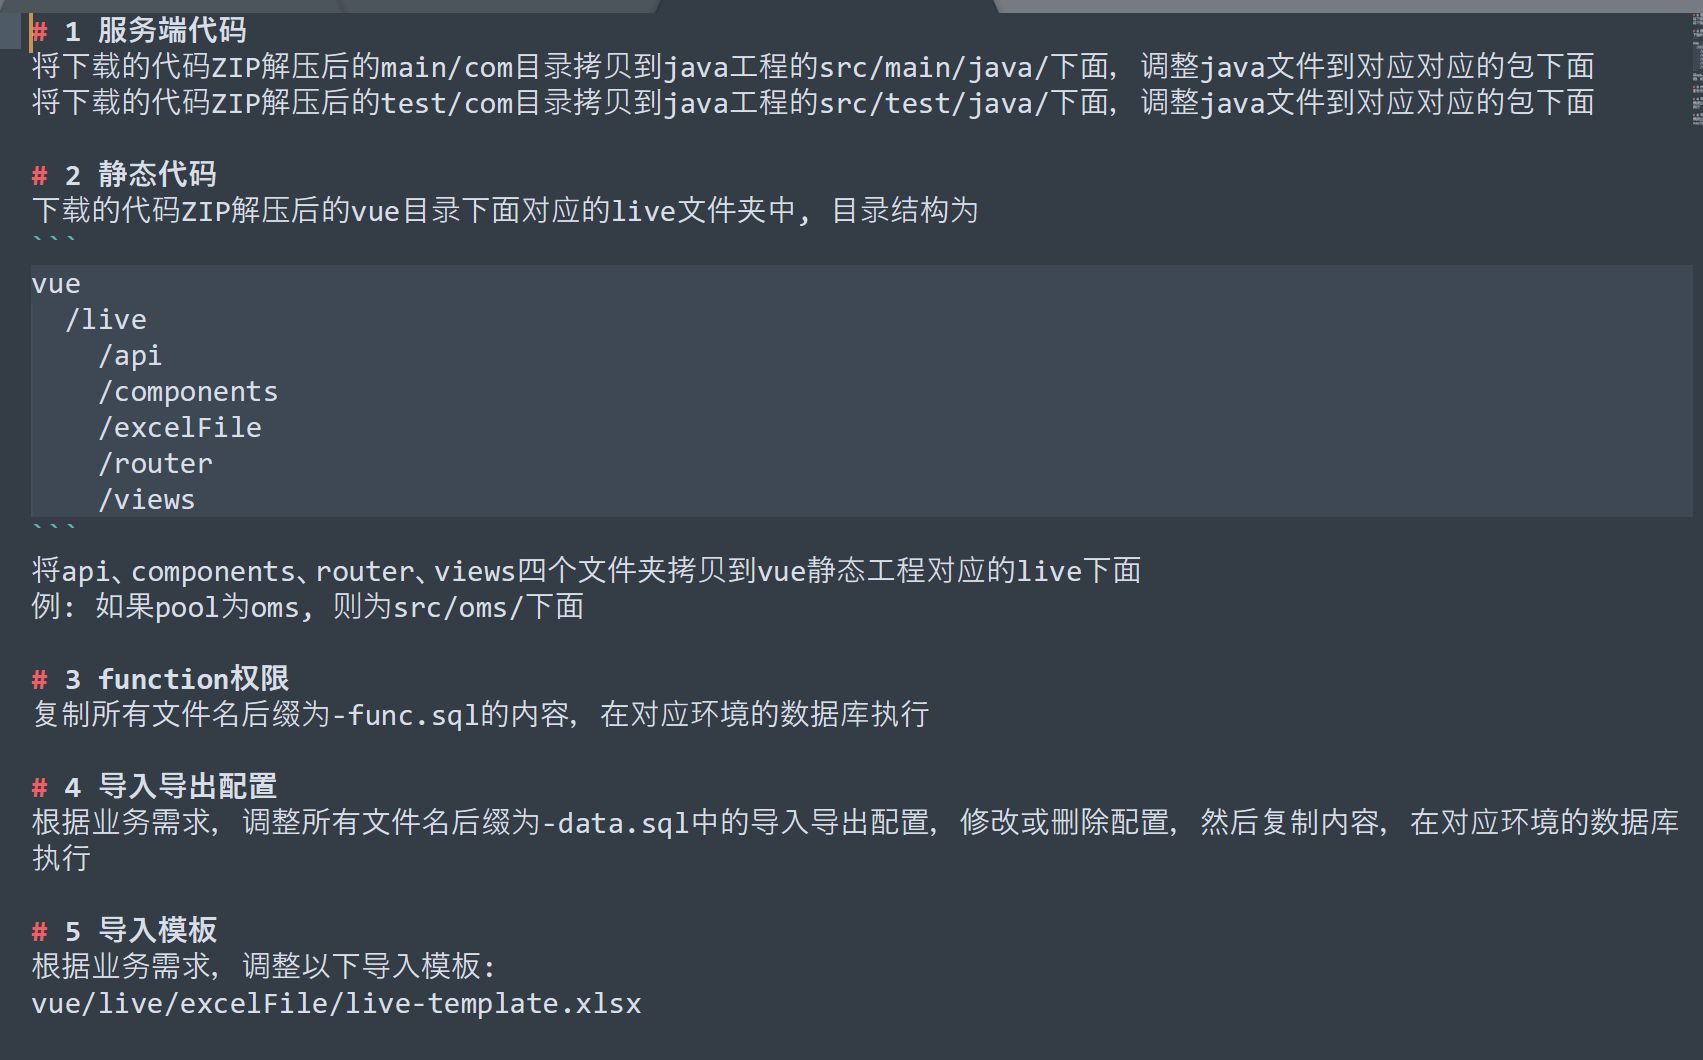 # 1 服务端代码
将下载的代码ZIP解压后的main/com目录拷贝到java工程的src/main/java/下面, 调整java文件到对应对应的包下面
将下载的代码ZIP解压后的test/com目录拷贝到java工程的src/test/java/下面, 调整java文件到对应对应的包下面
# 2 静态代码
下载的代码ZIP解压后的vue目录下面对应的live文件夹中, 目录结构为
```
vue
  /live
    /api
    /components
    /excelFile
    /router
    /views
```
将api、components、router、views四个文件夹拷贝到vue静态工程对应的live下面
例: 如果pool为oms, 则为src/oms/下面
# 3 function权限
复制所有文件名后缀为-func.sql的内容, 在对应环境的数据库执行
# 4 导入导出配置
根据业务需求, 调整所有文件名后缀为-data.sql中的导入导出配置, 修改或删除配置, 然后复制内容, 在对应环境的数据库
执行
# 5 导入模板
根据业务需求, 调整以下导入模板:
vue/live/excelFile/live-template.xlsx